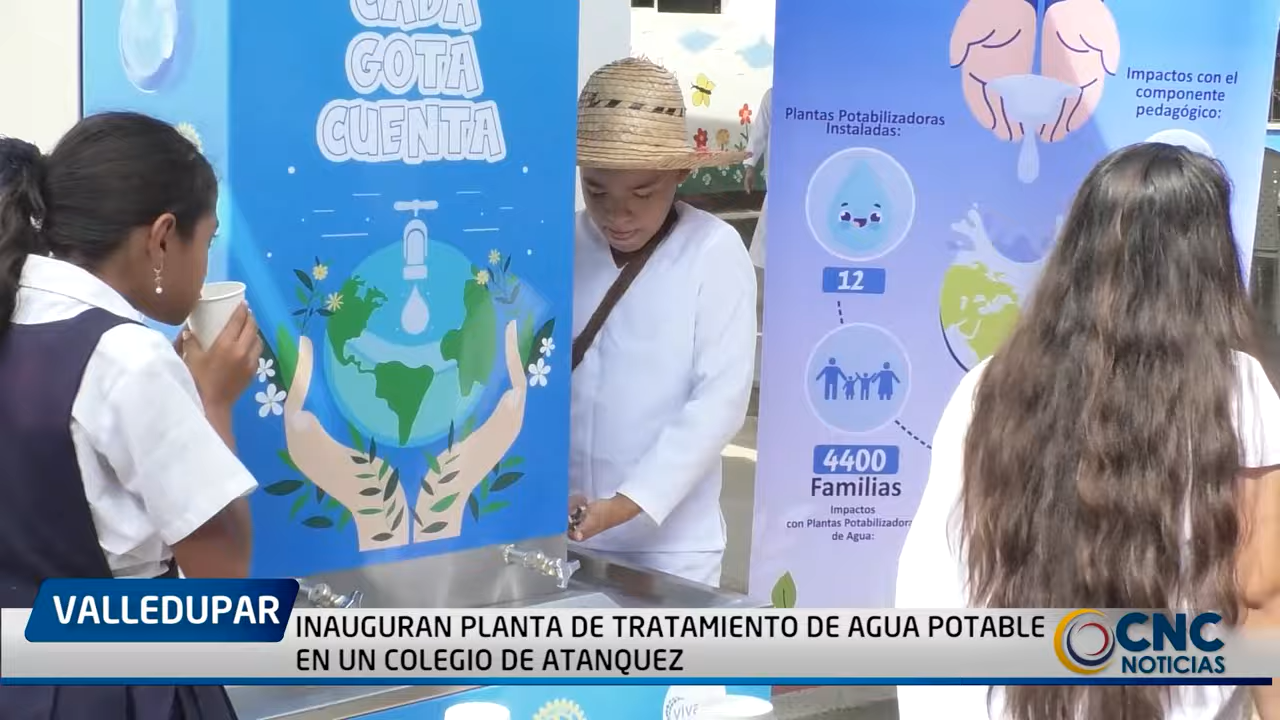 CADA
GOTA
CUENTA
Plantas Potabilizadoras
Instaladas:
12
4400
Familias
Impactos
con Plantas Potabilizadora
de Agua:
Impactos con el
componente
pedagógico:
VALLEDUPAR
INAUGURAN PLANTA DE TRATAMIENTO DE AGUA POTABLE
EN UN COLEGIO DE ATANQUEZ
CNC
NOTICIAS